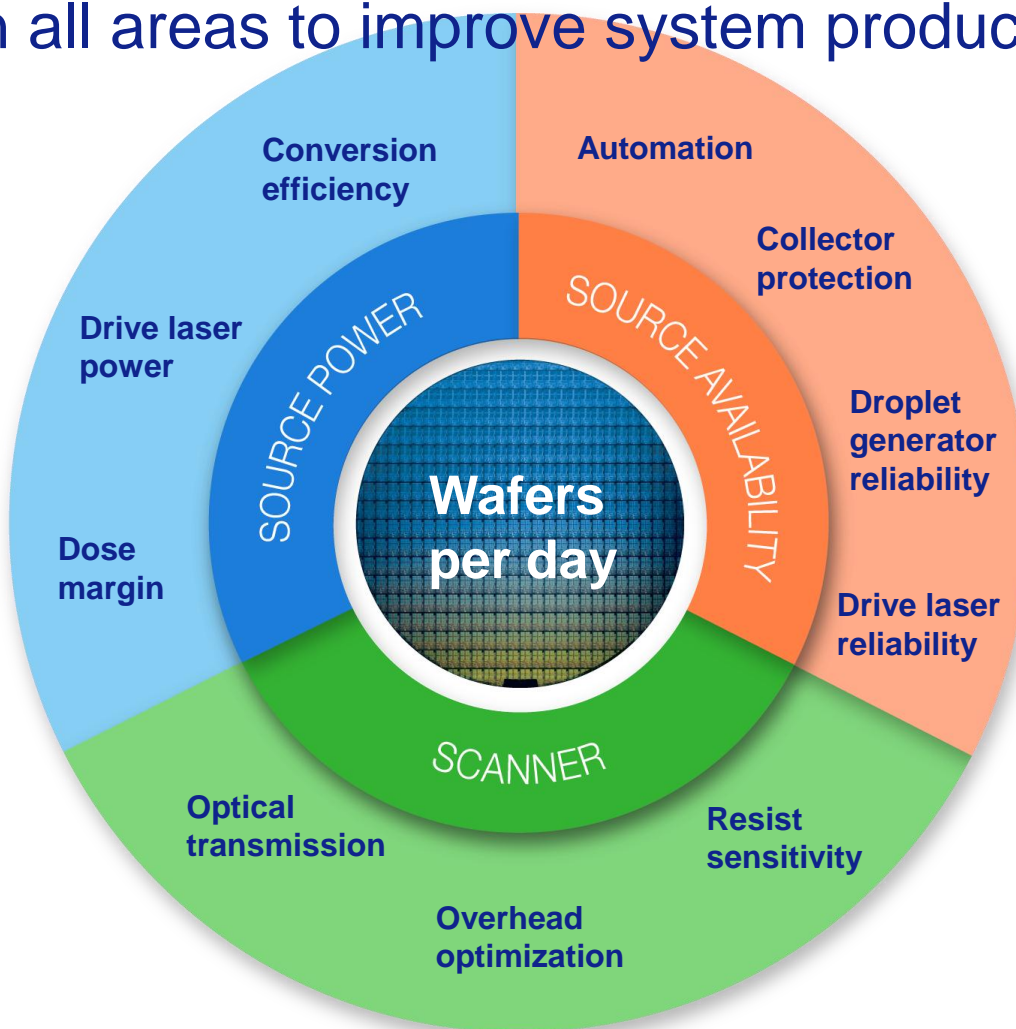 all areas to improve system
Conversion
efficiency
Automation
Collector
protection
Drive laser
power
SOURCE POWER
SOURCE AVAILABILITY
Droplet
generator
reliability
Wafers
per day
Dose
margin
Drive laser
reliability
SCANNER
Optical
transmission
Resist
sensitivity
Overhead
optimization